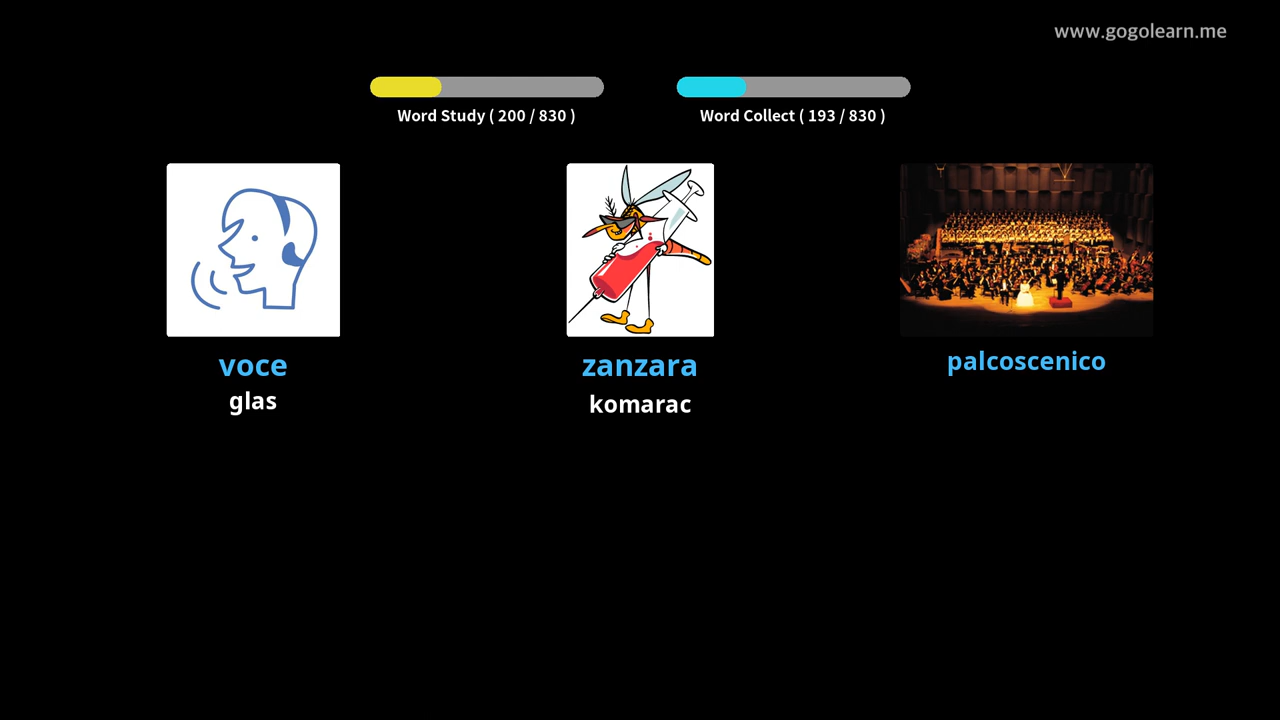 www.gogolearn.me
Word Study ( 200 / 830 )
Word Collect ( 193 / 830 )
voce
zanzara
palcoscenico
glas
komarac